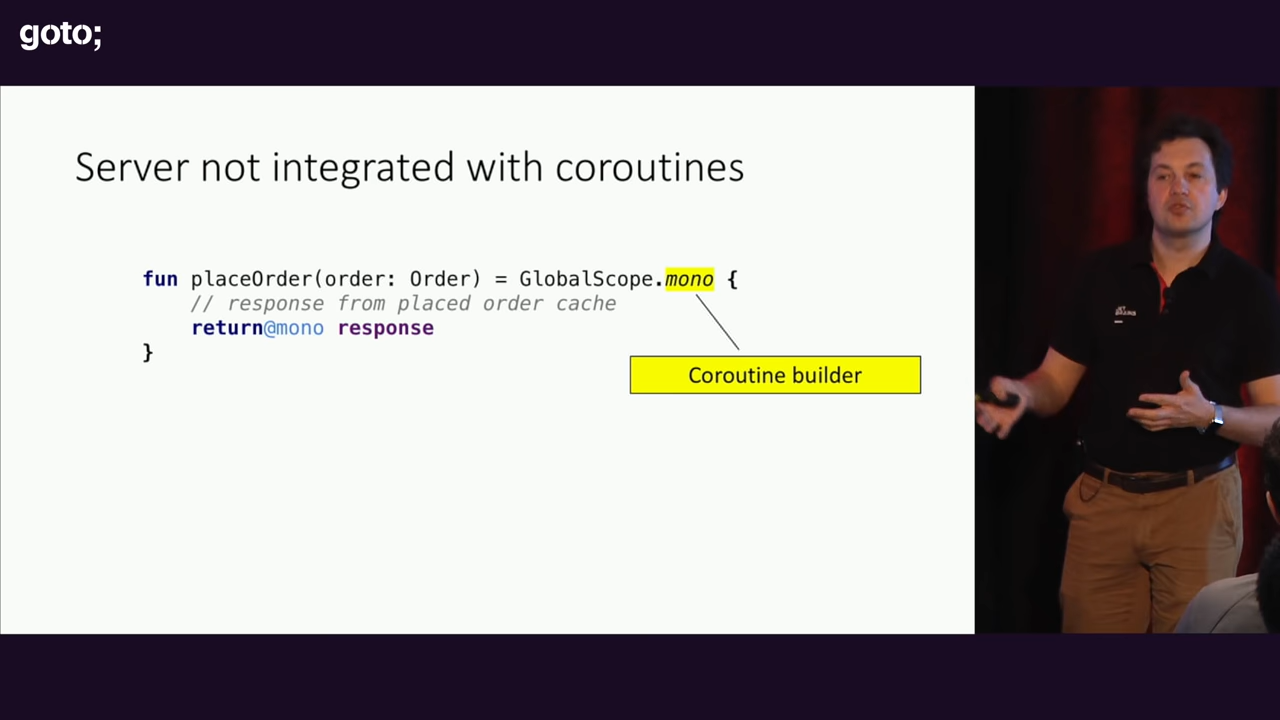 goto;
Server not integrated with coroutines
fun placeOrder(order: Order) = GlobalScope.mono {
// response from placed order cache
return@mono response
}
Coroutine builder